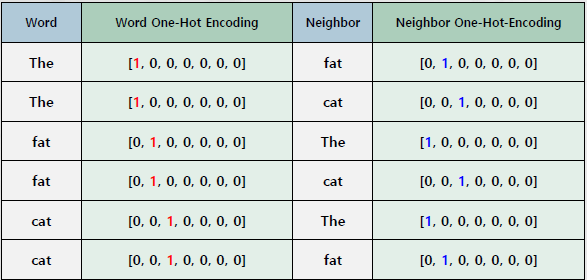 Word Word One-Hot Encoding Neighbor Neighbor One-Hot-Encoding
The [1, 0, 0, 0, 0, 0, 0] fat [0, 1, 0, 0, 0, 0, 0]
The [1, 0, 0, 0, 0, 0, 0] cat [0, 0, 1, 0, 0, 0, 0]
fat [0, 1, 0, 0, 0, 0, 0] The [1, 0, 0, 0, 0, 0, 0]
fat [0, 1, 0, 0, 0, 0, 0] cat [0, 0, 1, 0, 0, 0, 0]
cat [0, 0, 1, 0, 0, 0, 0] The [1, 0, 0, 0, 0, 0, 0]
cat [0, 0, 1, 0, 0, 0, 0] fat [0, 1, 0, 0, 0, 0, 0]